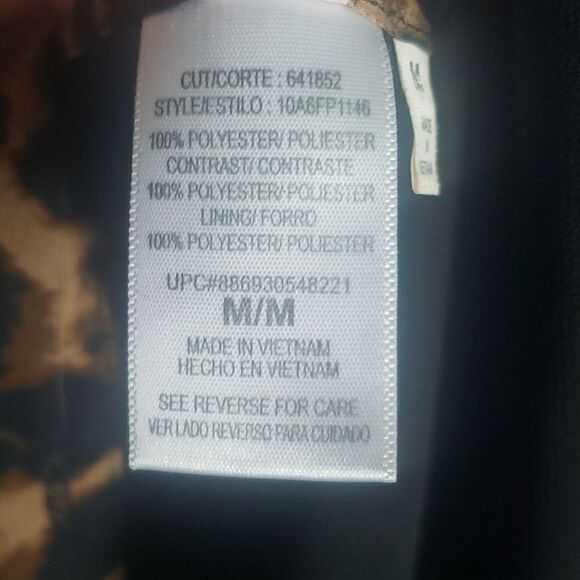 CUT/CORTE : 641852
STYLE/ESTILO : 10A6FP1146
100% POLYESTER/ POLIESTER
CONTRAST/ CONTRASTE
100% POLYESTER/ POLIESTER
LINING/ FORRO
100% POLYESTER/ POLIESTER
UPC#886930548221
M/M
MADE IN VIETNAM
HECHO EN VIETNAM
SEE REVERSE FOR CARE
VER LADO REVERSO PARA CUIDADO